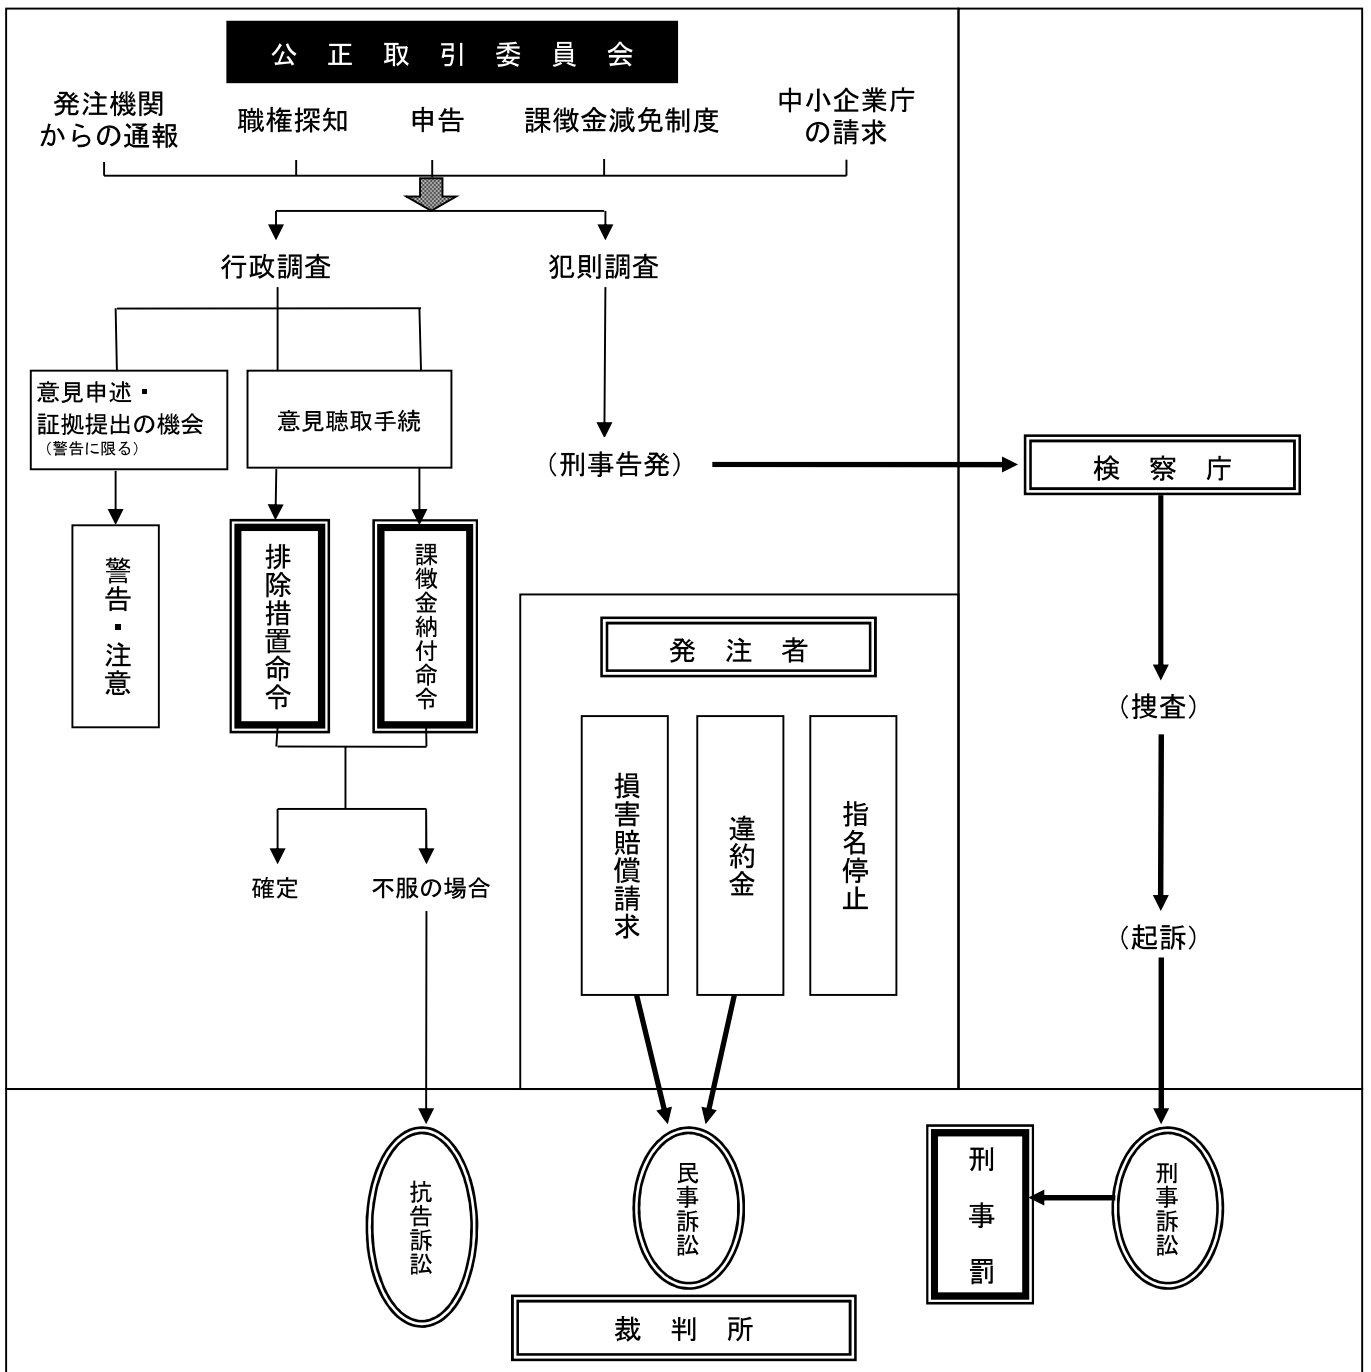 公正取引委員会
発注機関
からの通報
職権探知
申告
課徴金減免制度
中小企業庁
の請求
行政調査
犯則調査
意見申述・
証拠提出の機会
（警告に限る）
意見聴取手続
（刑事告発）
検察庁
警告・注意
排除措置命令
課徴金納付命令
発注者
損害賠償請求
違約金
指名停止
（捜査）
確定
不服の場合
（起訴）
抗告訴訟
民事訴訟
刑事罰
刑事訴訟
裁判所